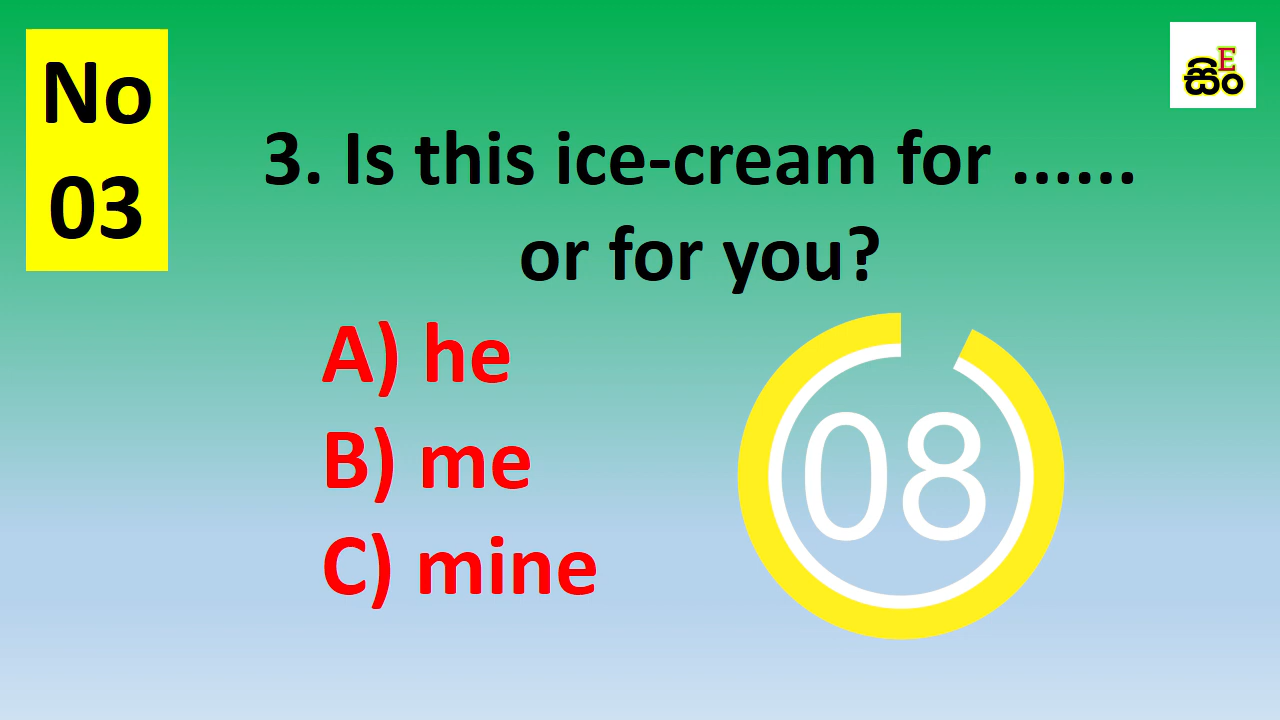 No
03
සිං
E
3. Is this ice-cream for ......
or for you?
A) he
B) me
C) mine
08